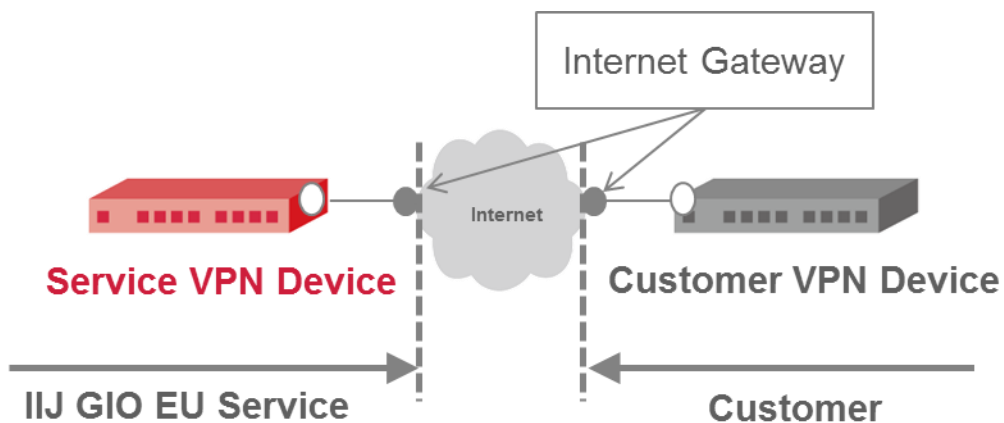 Internet Gateway
Internet
Service VPN Device
Customer VPN Device
IIJ GIO EU Service
Customer